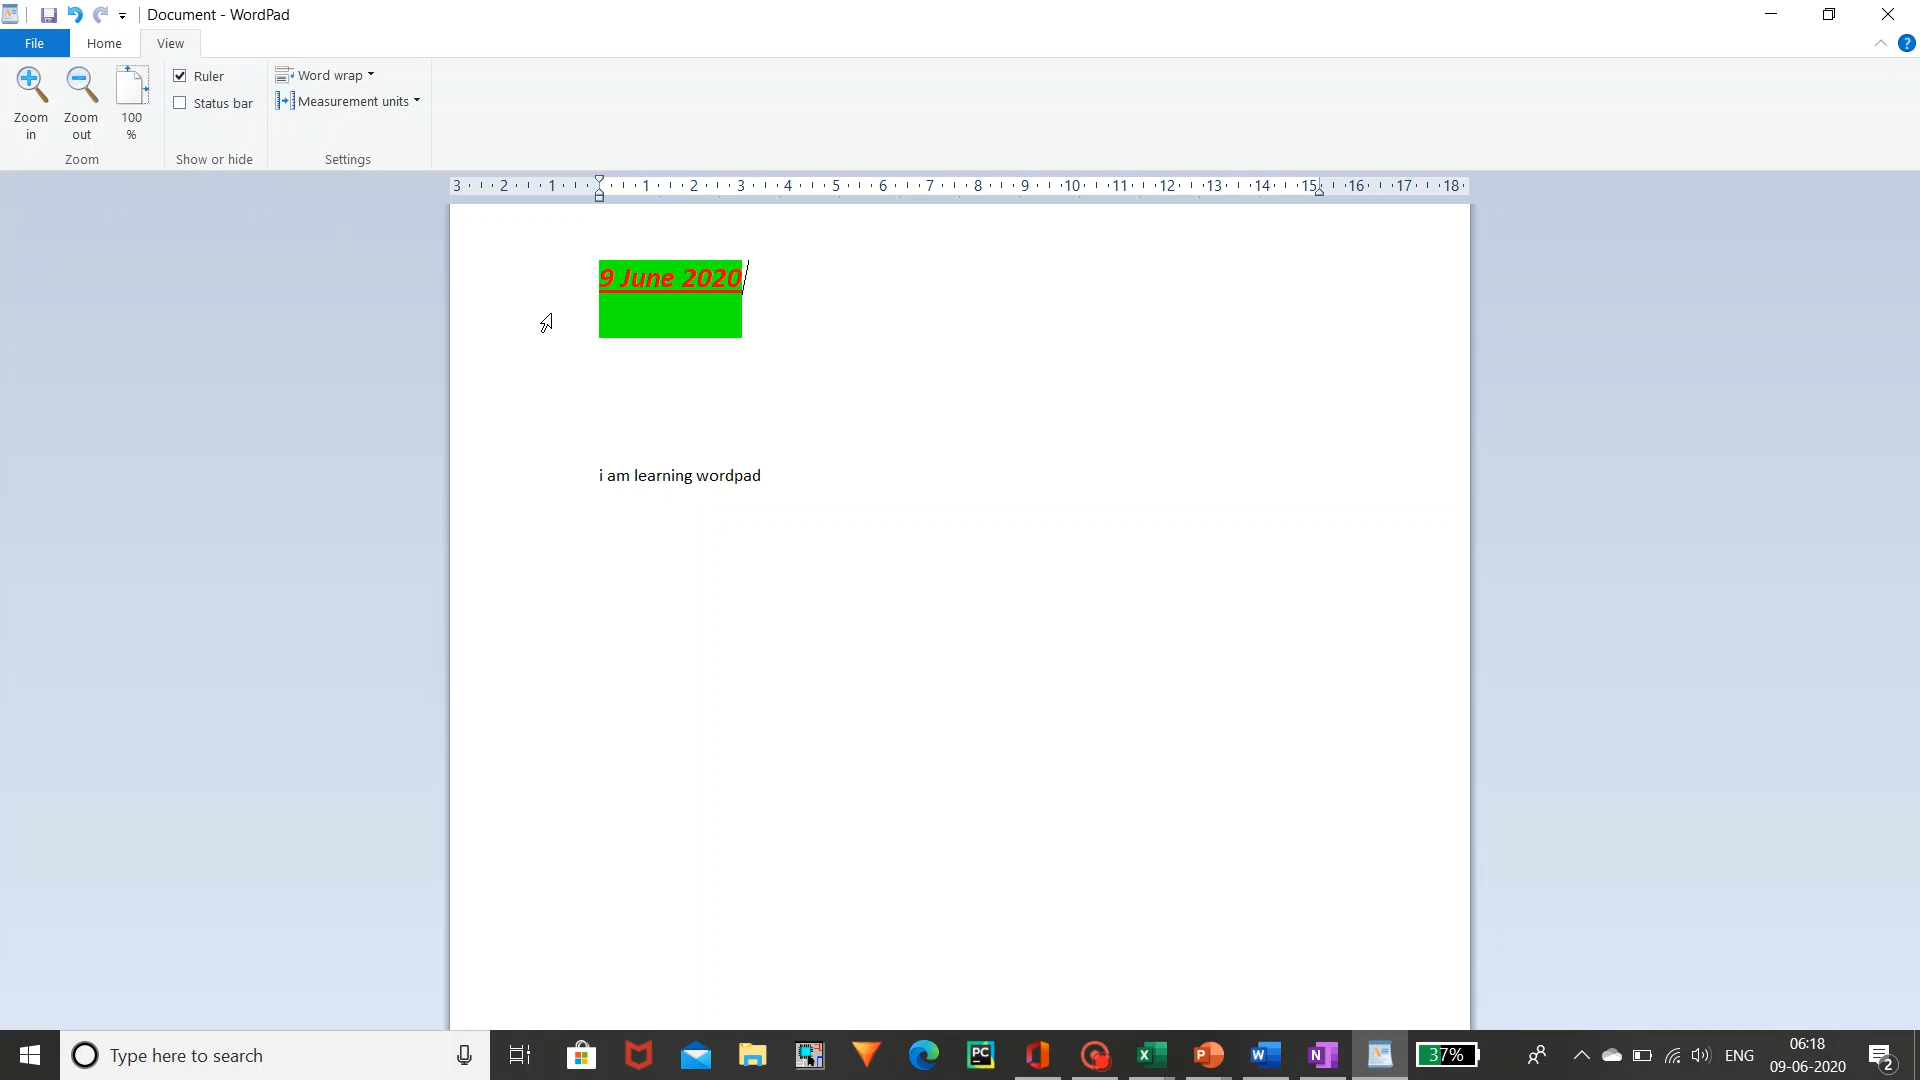 Document - WordPad
File Home View
Zoom in
Zoom out
100 %
Zoom
Ruler
Status bar
Show or hide
Word wrap
Measurement units
Settings
3 2 1 1 2 3 4 5 6 7 8 9 10 11 12 13 14 15 16 17 18
9 June 2020
i am learning wordpad
Type here to search
PC
X
P
W
N
37%
ENG
06:18
09-06-2020
2